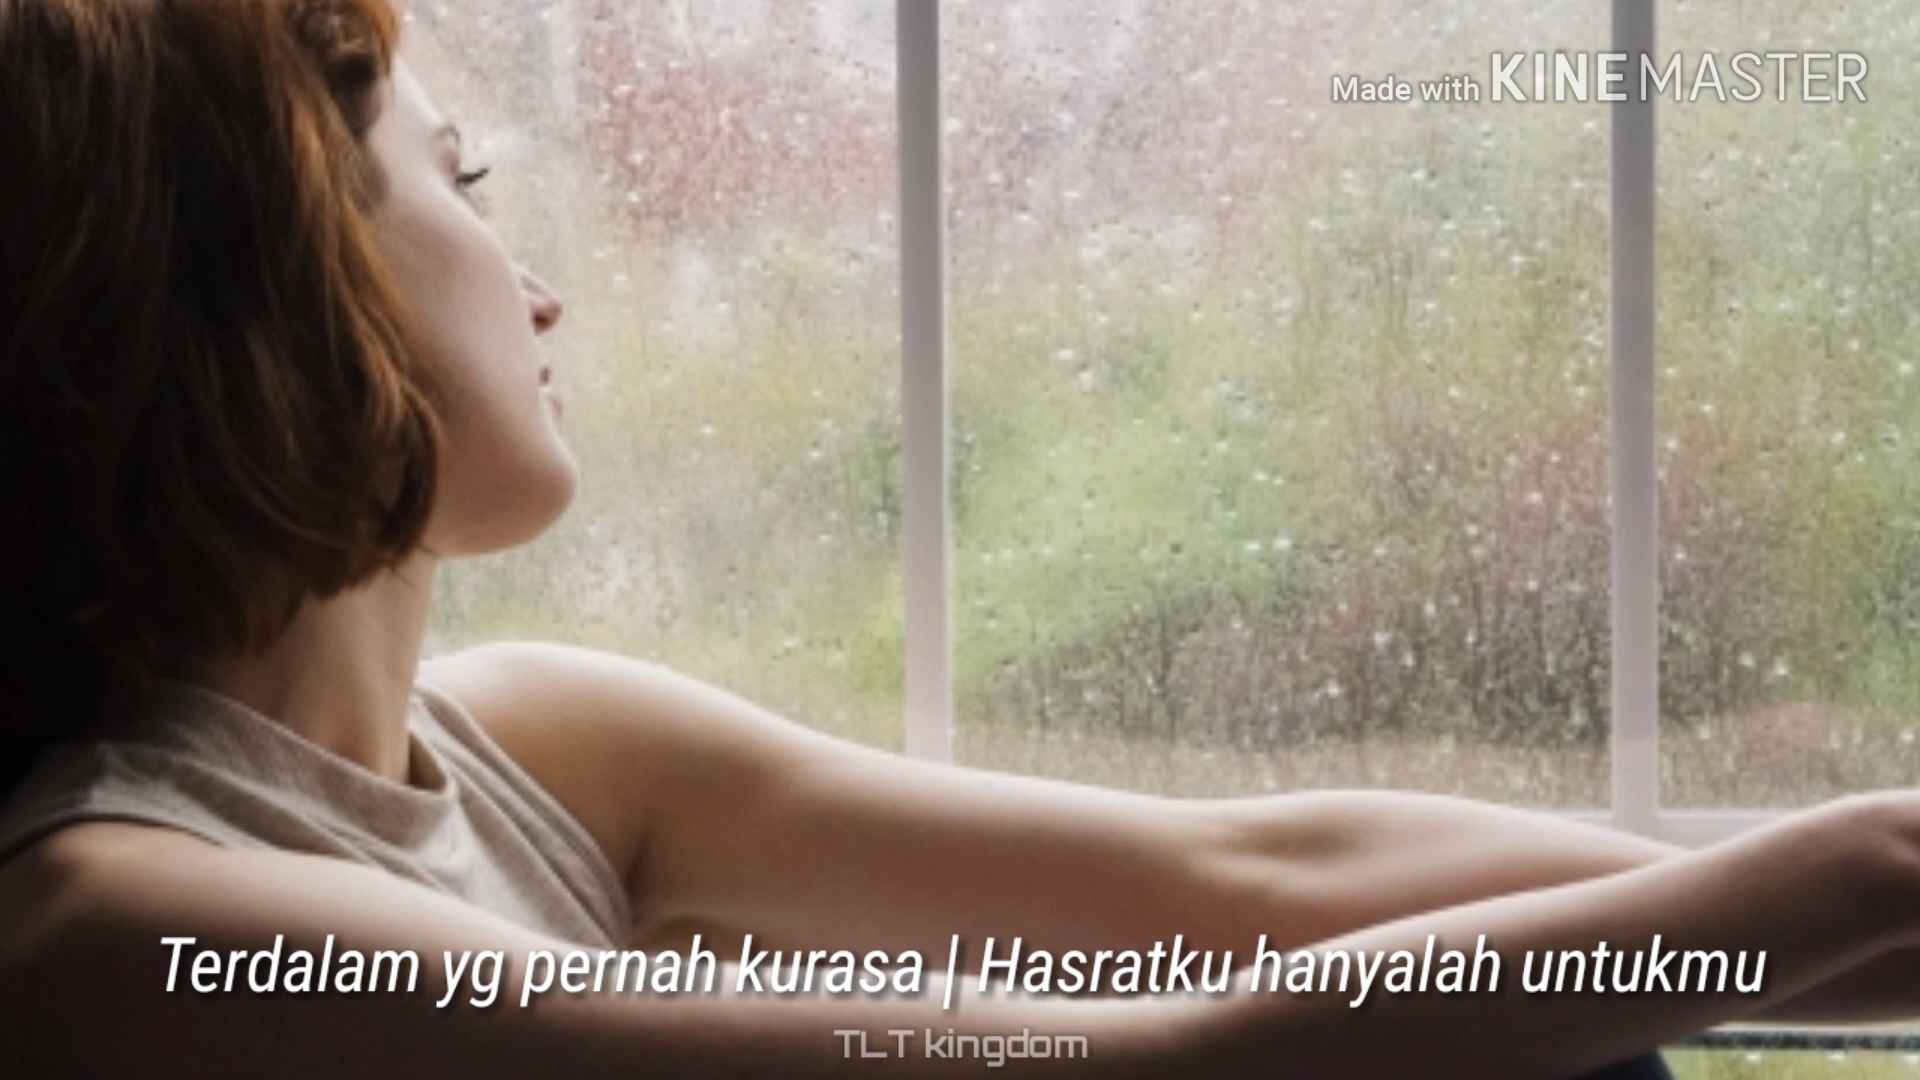 Made with KINEMASTER
Terdalam yg pernah kurasa | Hasratku hanyalah untukmu
TLT kingdom